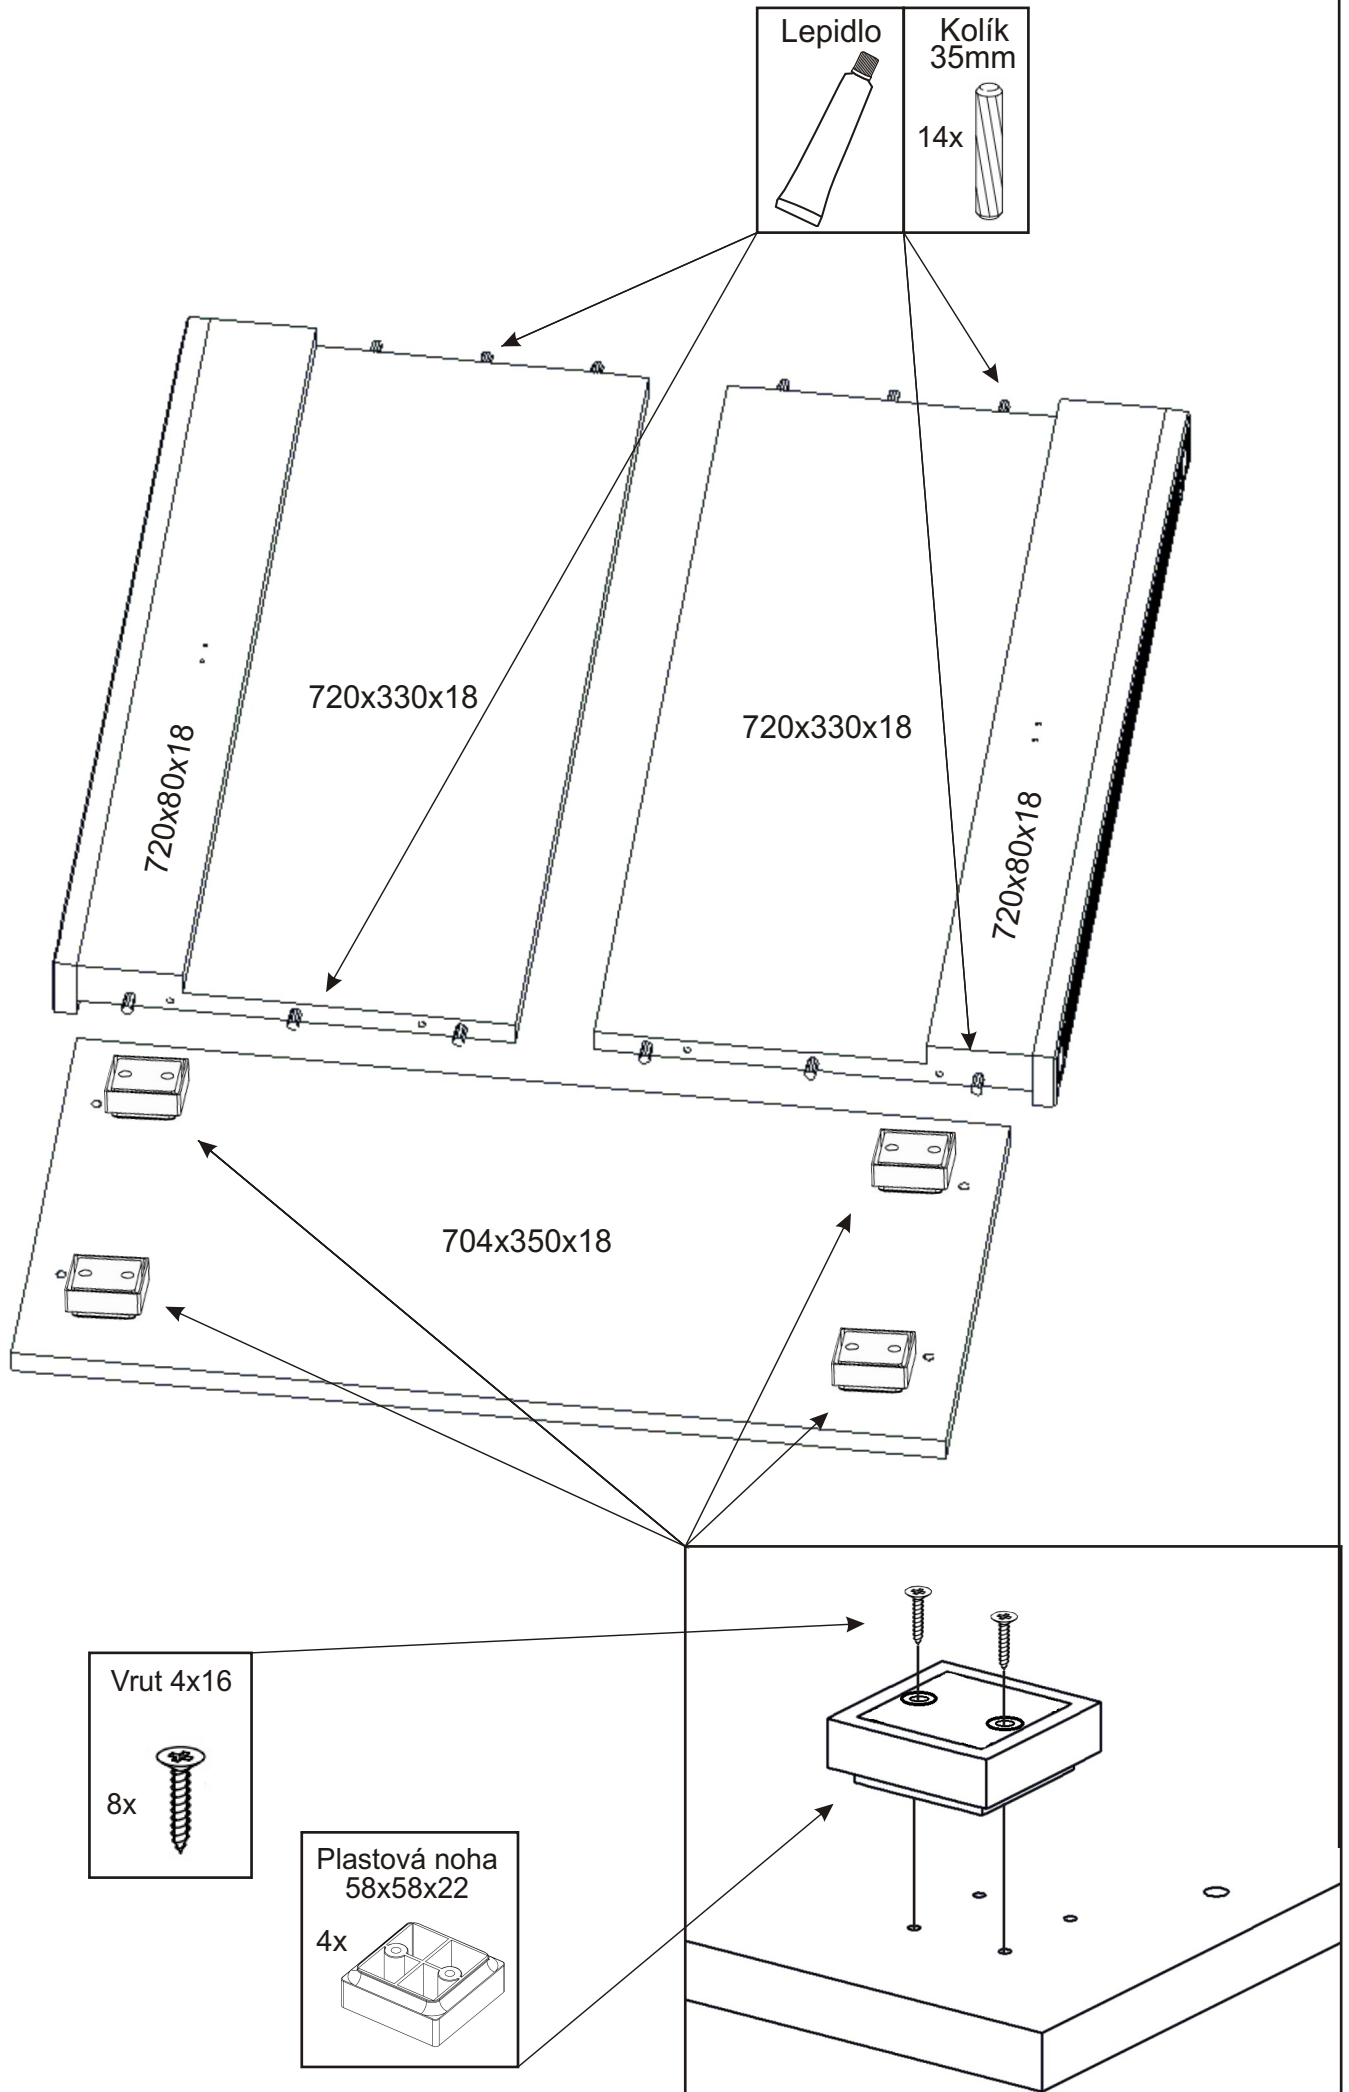 Lepidlo
Kolík
35mm
14x
720x330x18
720x330x18
720x80x18
720x80x18
704x350x18
Vrut 4x16
8x
Plastová noha
58x58x22
4x